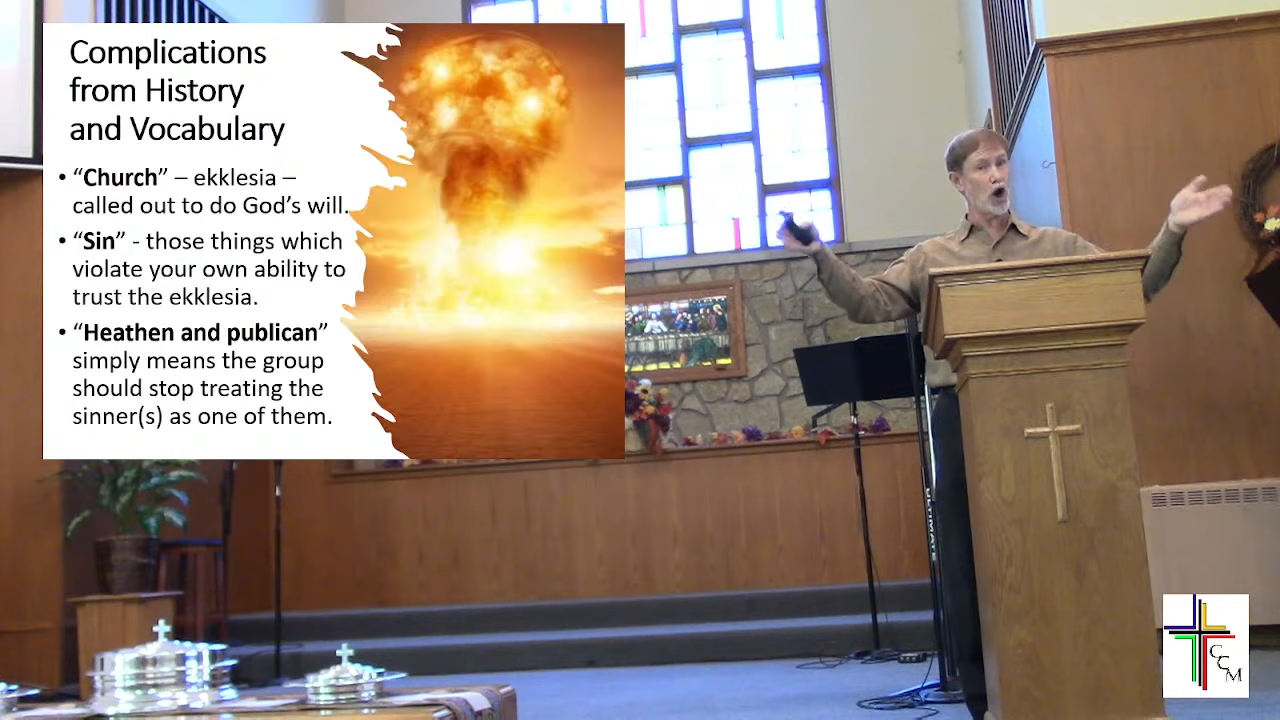 Complications
from History
and Vocabulary
• “Church” – ekklesia –
called out to do God’s will.
• “Sin” - those things which
violate your own ability to
trust the ekklesia.
• “Heathen and publican”
simply means the group
should stop treating the
sinner(s) as one of them.
ULTIMATE
CCM